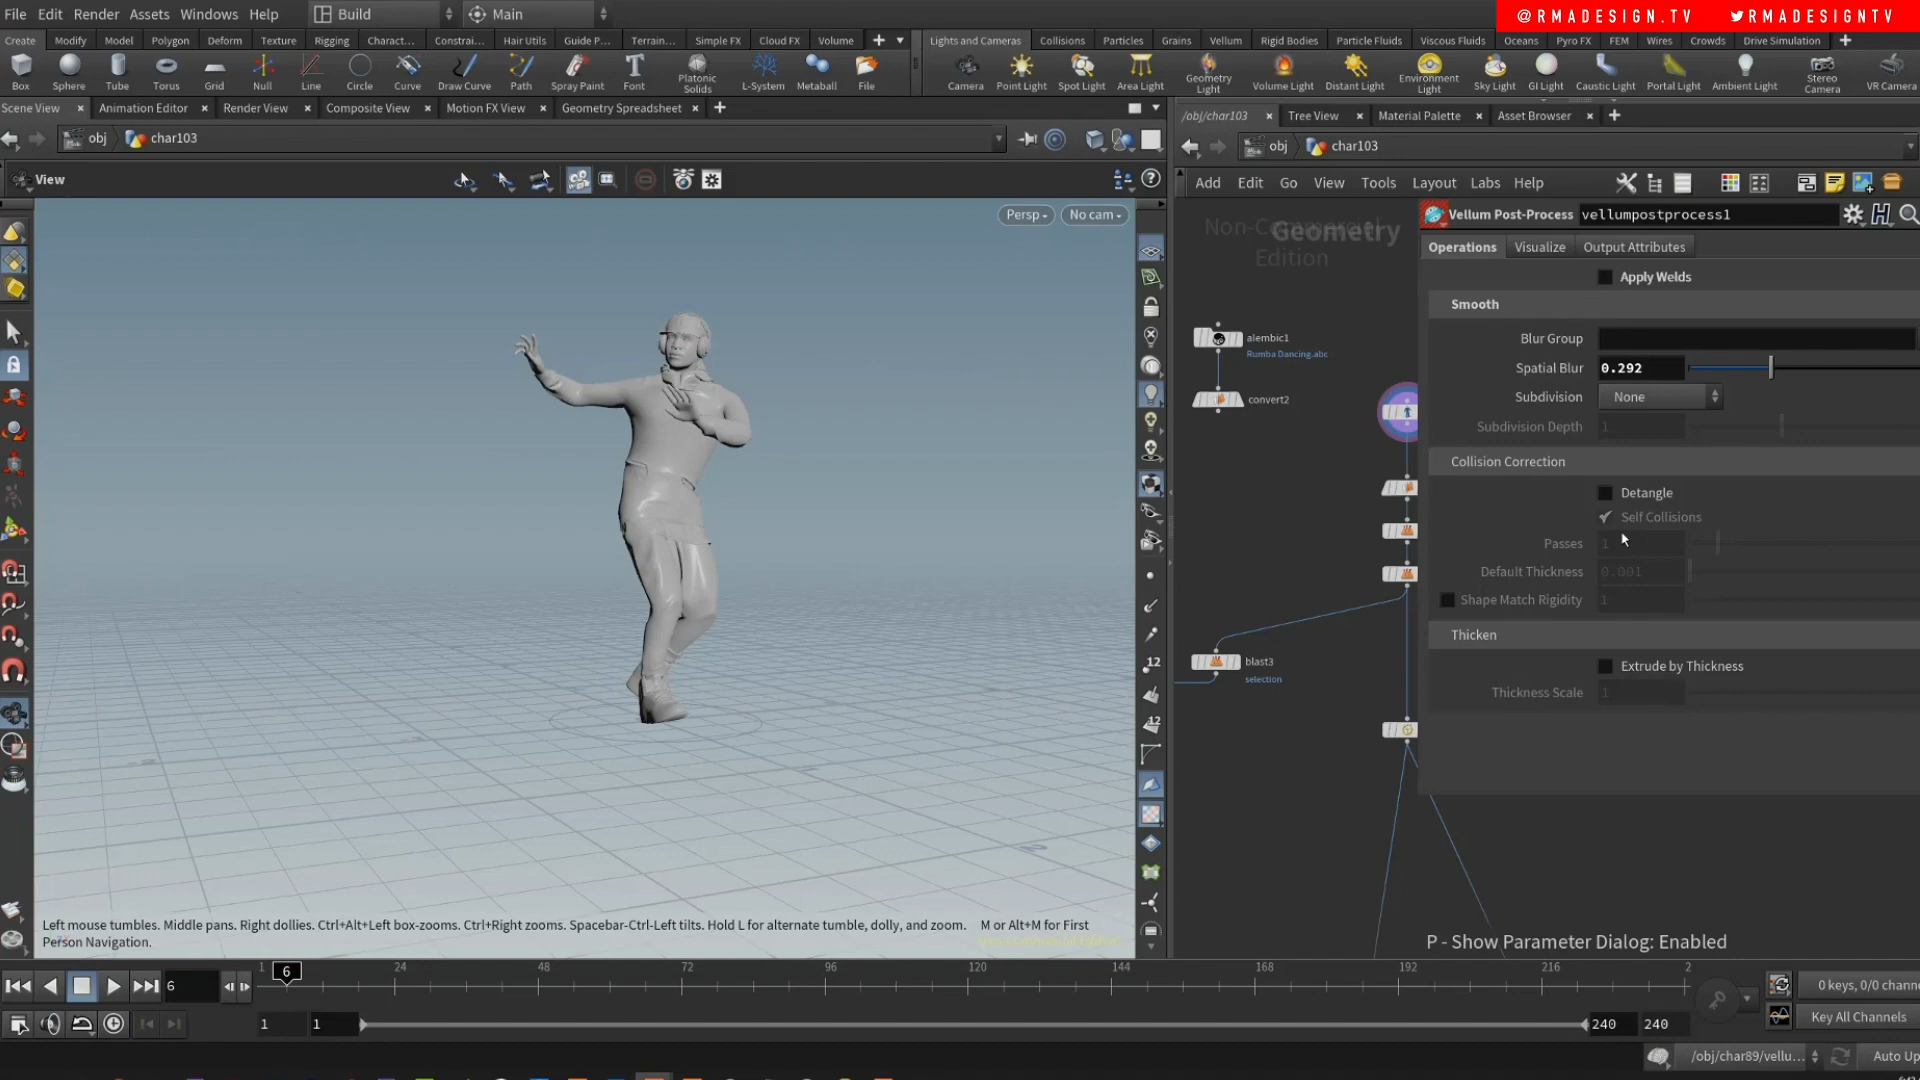 File Edit Render Assets Windows Help Build Main
@RMADESIGN.TV RMADESIGNTV
Create Modify Model Polygon Deform Texture Rigging Charact... Constrai... Hair Utils Guide P... Terrain... Simple FX Cloud FX Volume
Lights and Cameras Collisions Particles Grains Vellum Rigid Bodies Particle Fluids Viscous Fluids Oceans Pyro FX FEM Wires Crowds Drive Simulation
Box Sphere Tube Torus Grid Null Line Circle Curve Draw Curve Path Spray Paint Font Platonic Solids L-System Metaball File
Camera Point Light Spot Light Area Light Geometry Light Volume Light Distant Light Environment Light Sky Light GI Light Caustic Light Portal Light Ambient Light Stereo Camera VR Camera
Scene View Animation Editor Render View Composite View Motion FX View Geometry Spreadsheet
/obj/char103 Tree View Material Palette Asset Browser
obj char103
obj char103
View
Add Edit Go View Tools Layout Labs Help
Persp No cam
Non-Commercial Edition
Geometry
Vellum Post-Process vellumpostprocess1
Operations Visualize Output Attributes
Apply Welds
Smooth
Blur Group
Spatial Blur 0.292
Subdivision None
Subdivision Depth 1
Collision Correction
Detangle
Self Collisions
Passes 1
Default Thickness 0.001
Shape Match Rigidity 1
Thicken
Extrude by Thickness
Thickness Scale 1
alembic1
Rumba Dancing.abc
convert2
blast3
selection
12
12
Left mouse tumbles. Middle pans. Right dollies. Ctrl+Alt+Left box-zooms. Ctrl+Right zooms. Spacebar-Ctrl-Left tilts. Hold L for alternate tumble, dolly, and zoom. M or Alt+M for First
Person Navigation.
P - Show Parameter Dialog: Enabled
1 6 24 48 72 96 120 144 168 192 216 2
6
0 keys, 0/0 channe
1 1 240 240
Key All Channels
/obj/char89/vellu...
Auto Up